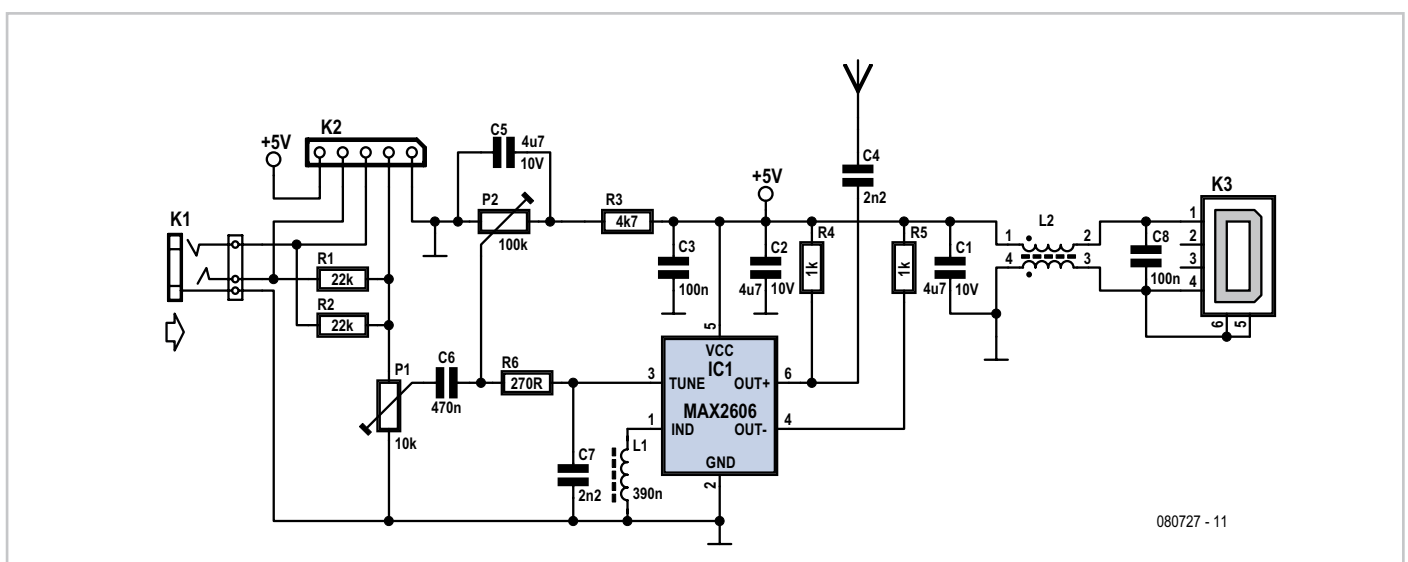 K2
+5V
K1
R1
22k
R2
22k
P1
10k
C5
4u7
10V
P2
100k
R3
4k7
C6
470n
R6
270R
C7
2n2
L1
390n
C3
100n
+5V
C2
4u7
10V
R4
1k
R5
1k
C4
2n2
C1
4u7
10V
5
VCC
IC1
MAX2606
3
TUNE
OUT+
6
1
IND
OUT-
4
GND
2
L2
1
2
4
3
C8
100n
K3
1
2
3
4
6
5
080727 - 11